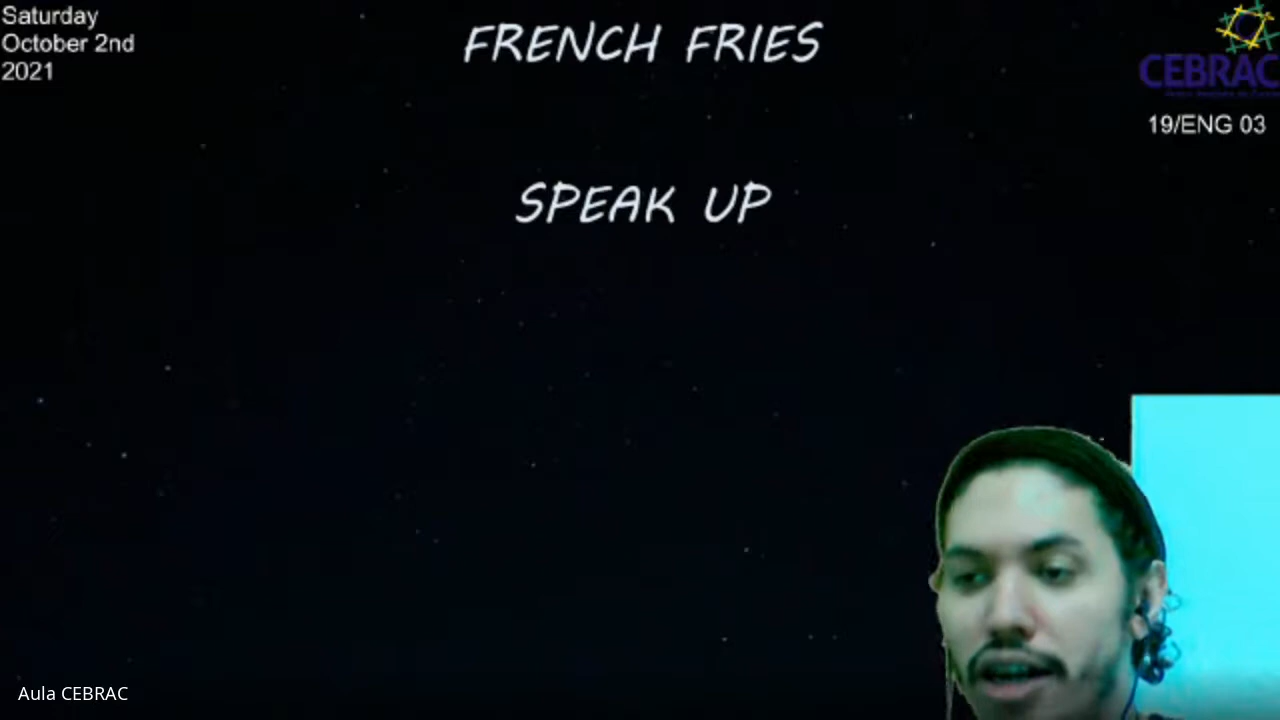 Saturday
October 2nd
2021
FRENCH FRIES
CEBRAC
19/ENG 03
SPEAK UP
Aula CEBRAC